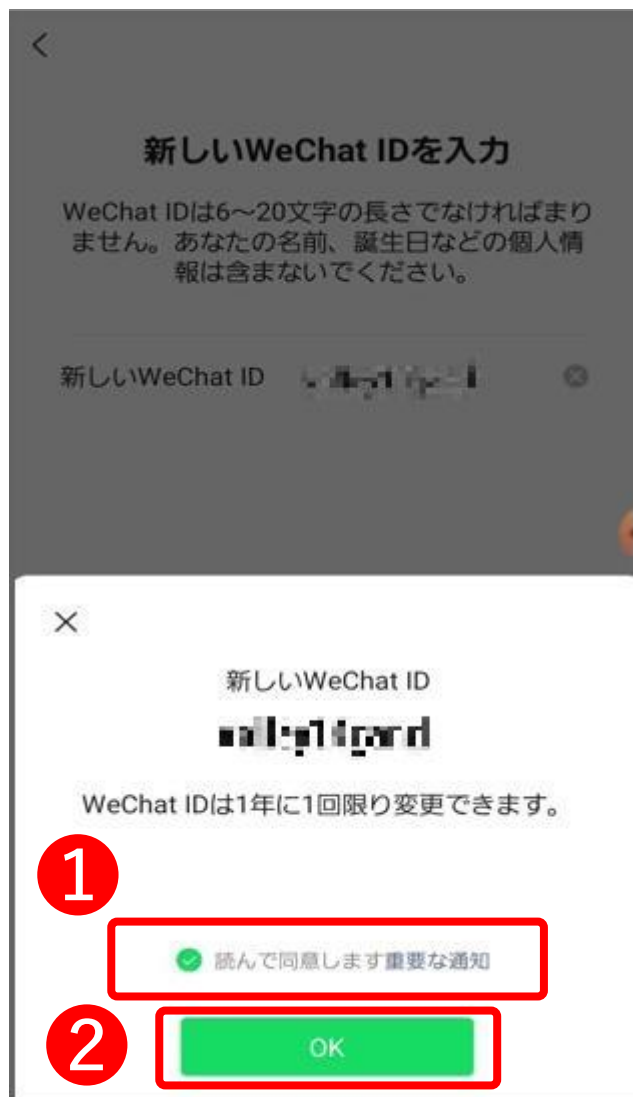 新しいWeChat IDを入力
WeChat IDは6〜20文字の長さでなければまり
ません。あなたの名前、誕生日などの個人情
報は含まないでください。
新しいWeChat ID
新しいWeChat ID
WeChat IDは1年に1回限り変更できます。
1
読んで同意します重要な通知
2
OK